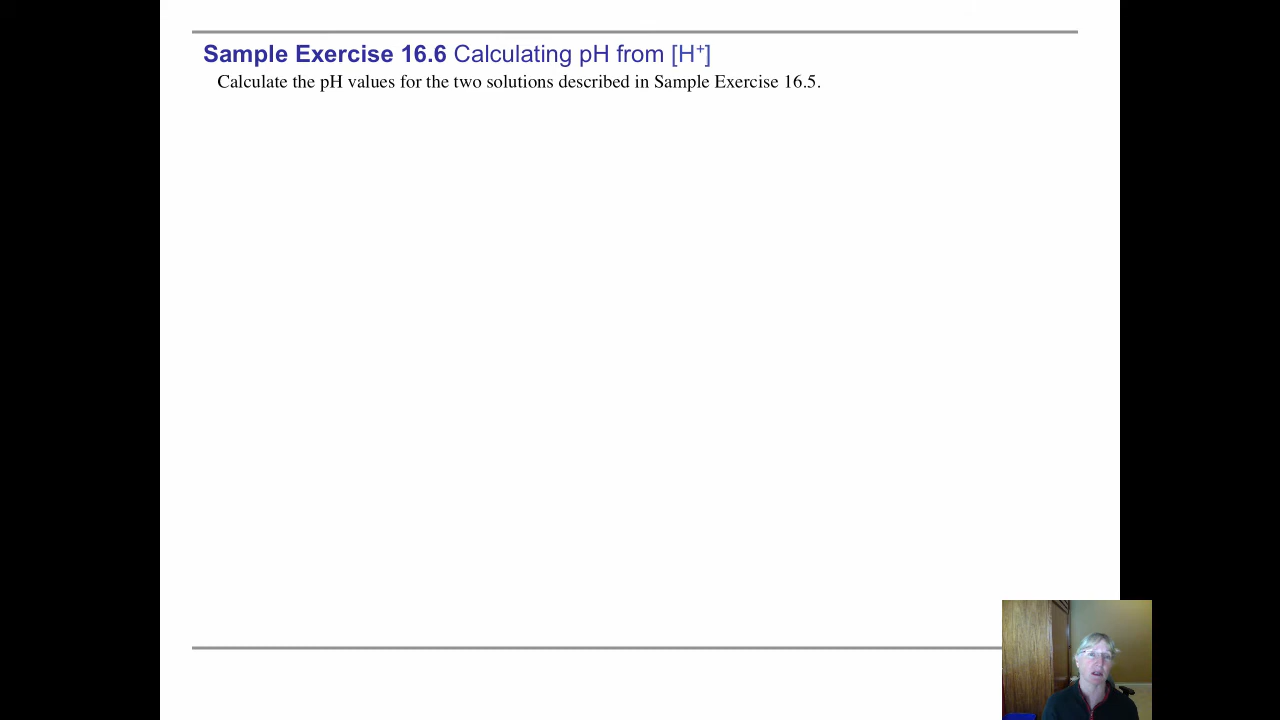 Sample Exercise 16.6 Calculating pH from [H⁺]
Calculate the pH values for the two solutions described in Sample Exercise 16.5.